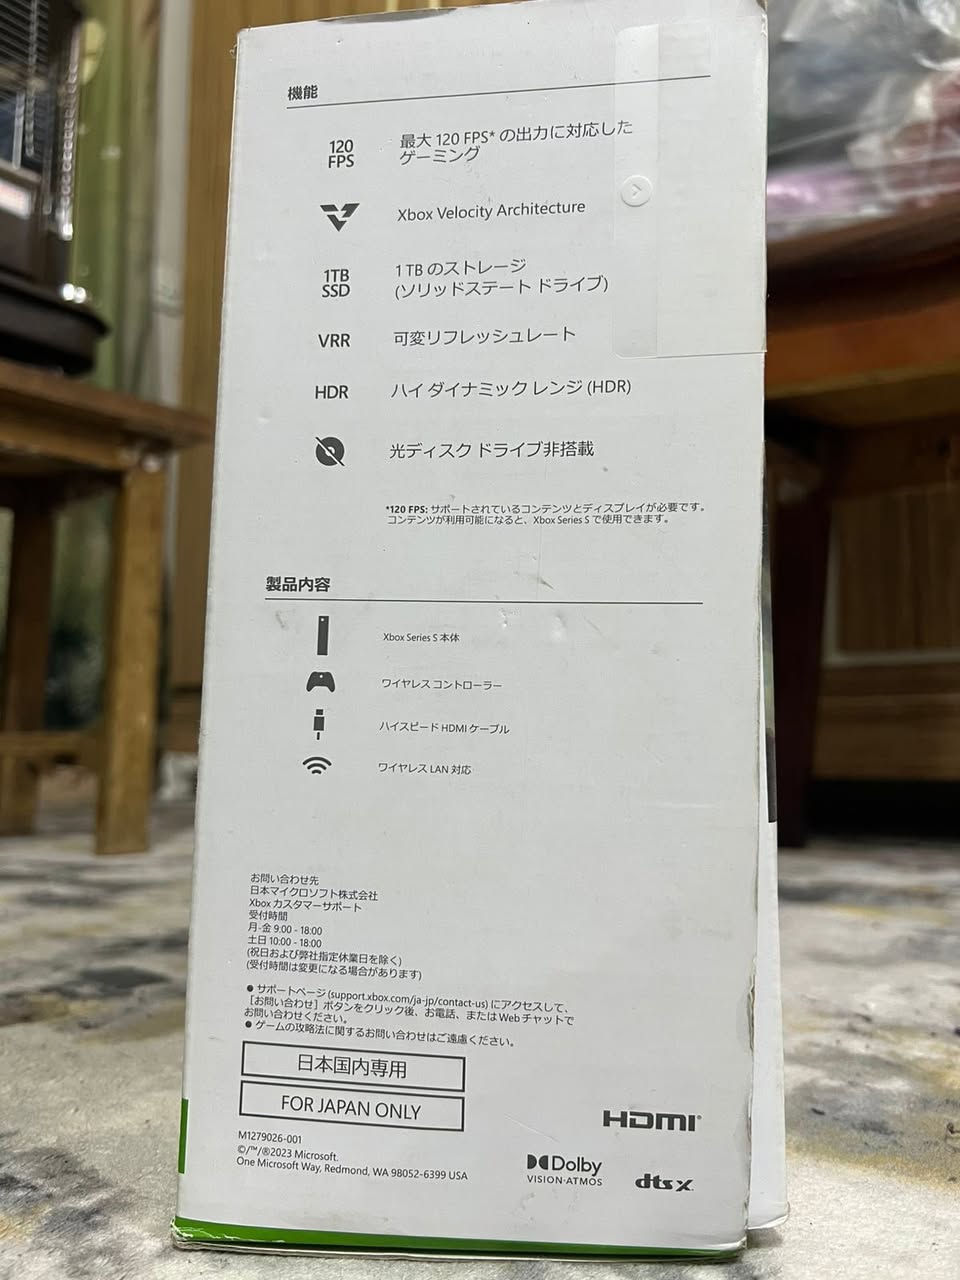 機能
120
FPS
最大 120 FPS* の出力に対応した
ゲーミング
Xbox Velocity Architecture
1TB
SSD
1 TB のストレージ
(ソリッドステート ドライブ)
VRR
可変リフレッシュレート
HDR
ハイ ダイナミック レンジ (HDR)
光ディスク ドライブ非搭載
*120 FPS: サポートされているコンテンツとディスプレイが必要です。
コンテンツが利用可能になると、Xbox Series S で使用できます。
製品内容
Xbox Series S 本体
ワイヤレス コントローラー
ハイスピード HDMI ケーブル
ワイヤレス LAN 対応
お問い合わせ先
日本マイクロソフト株式会社
Xbox カスタマーサポート
受付時間
月-金 9:00 - 18:00
土日 10:00 - 18:00
(祝日および弊社指定休業日を除く)
(受付時間は変更になる場合があります)
● サポートページ (support.xbox.com/ja-jp/contact-us) にアクセスして、
［お問い合わせ］ボタンをクリック後、お電話、または Web チャットで
お問い合わせください。
● ゲームの攻略法に関するお問い合わせはご遠慮ください。
日本国内専用
FOR JAPAN ONLY
M1279026-001
©/™/®2023 Microsoft.
One Microsoft Way, Redmond, WA 98052-6399 USA
HDMI®
Dolby
VISION·ATMOS
dts X